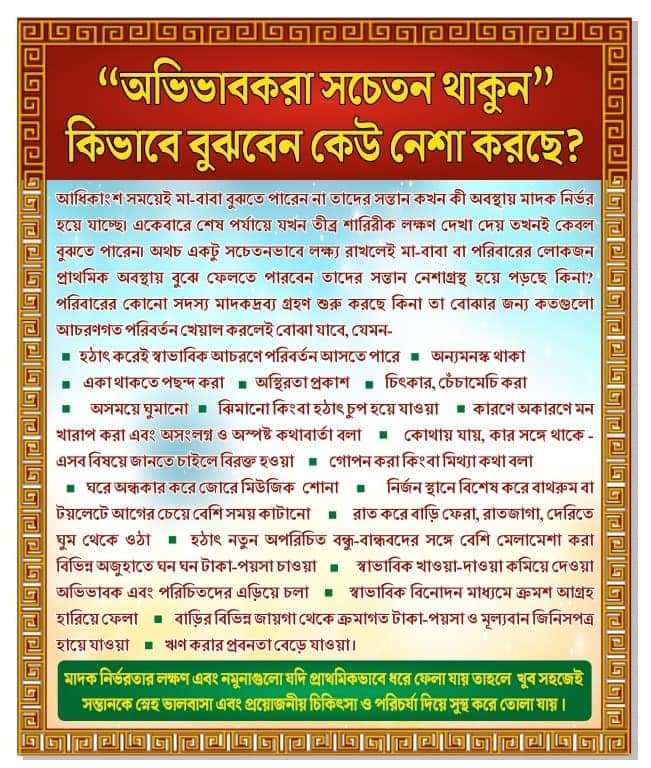 “অভিভাবকরা সচেতন থাকুন”
কিভাবে বুঝবেন কেউ নেশা করছে?
আধিকাংশ সময়েই মা-বাবা বুঝতে পারেন না তাদের সন্তান কখন কী অবস্থায় মাদক নির্ভর
হয়ে যাচ্ছে। একেবারে শেষ পর্যায়ে যখন তীব্র শারিরীক লক্ষণ দেখা দেয় তখনই কেবল
বুঝতে পারেন। অথচ একটু সচেতনভাবে লক্ষ্য রাখলেই মা-বাবা বা পরিবারের লোকজন
প্রাথমিক অবস্থায় বুঝে ফেলতে পারবেন তাদের সন্তান নেশাগ্রস্থ হয়ে পড়ছে কিনা?
পরিবারের কোনো সদস্য মাদকদ্রব্য গ্রহণ শুরু করছে কিনা তা বোঝার জন্য কতগুলো
আচরণগত পরিবর্তন খেয়াল করলেই বোঝা যাবে, যেমন-
▪ হঠাৎ করেই স্বাভাবিক আচরণে পরিবর্তন আসতে পারে ▪ অন্যমনস্ক থাকা
▪ একা থাকতে পছন্দ করা ▪ অস্থিরতা প্রকাশ ▪ চিৎকার, চেঁচামেচি করা
▪ অসময়ে ঘুমানো ▪ ঝিমানো কিংবা হঠাৎ চুপ হয়ে যাওয়া ▪ কারণে অকারণে মন
খারাপ করা এবং অসংলগ্ন ও অস্পষ্ট কথাবার্তা বলা ▪ কোথায় যায়, কার সঙ্গে থাকে -
এসব বিষয়ে জানতে চাইলে বিরক্ত হওয়া ▪ গোপন করা কিংবা মিথ্যা কথা বলা
▪ ঘরে অন্ধকার করে জোরে মিউজিক শোনা ▪ নির্জন স্থানে বিশেষ করে বাথরুম বা
টয়লেটে আগের চেয়ে বেশি সময় কাটানো ▪ রাত করে বাড়ি ফেরা, রাতজাগা, দেরিতে
ঘুম থেকে ওঠা ▪ হঠাৎ নতুন অপরিচিত বন্ধু-বান্ধবদের সঙ্গে বেশি মেলামেশা করা
বিভিন্ন অজুহাতে ঘন ঘন টাকা-পয়সা চাওয়া ▪ স্বাভাবিক খাওয়া-দাওয়া কমিয়ে দেওয়া
অভিভাবক এবং পরিচিতদের এড়িয়ে চলা ▪ স্বাভাবিক বিনোদন মাধ্যমে ক্রমশ আগ্রহ
হারিয়ে ফেলা ▪ বাড়ির বিভিন্ন জায়গা থেকে ক্রমাগত টাকা-পয়সা ও মূল্যবান জিনিসপত্র
হায়ে যাওয়া ▪ ঋণ করার প্রবনতা বেড়ে যাওয়া।
মাদক নির্ভরতার লক্ষণ এবং নমুনাগুলো যদি প্রাথমিকভাবে ধরে ফেলা যায় তাহলে খুব সহজেই
সন্তানকে স্নেহ ভালবাসা এবং প্রয়োজনীয় চিকিৎসা ও পরিচর্যা দিয়ে সুস্থ করে তোলা যায়।